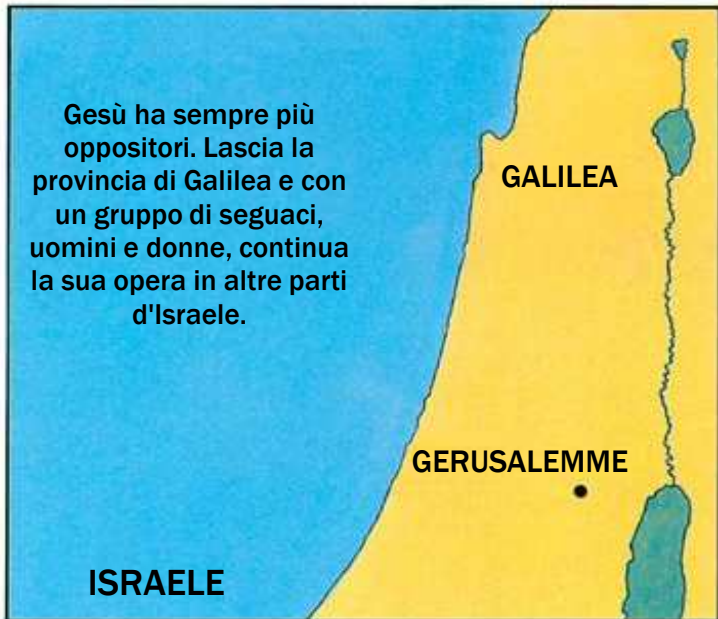 Gesù ha sempre più
oppositori. Lascia la
provincia di Galilea e con
un gruppo di seguaci,
uomini e donne, continua
la sua opera in altre parti
d'Israele.
GALILEA
GERUSALEMME
ISRAELE